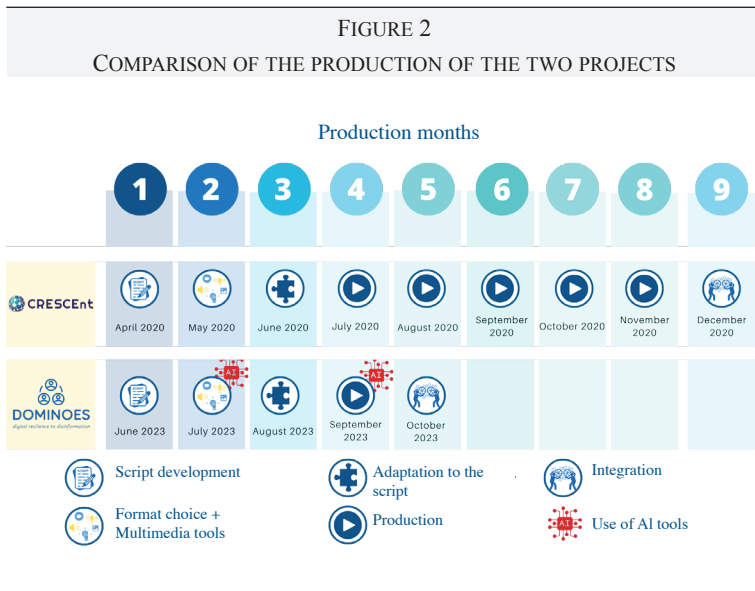 FIGURE 2
COMPARISON OF THE PRODUCTION OF THE TWO PROJECTS
Production months
1 2 3 4 5 6 7 8 9
CRESCEnt
April 2020
May 2020
June 2020
July 2020
August 2020
September
2020
October 2020
November
2020
December
2020
DOMINOES
digital resilience to disinformation
June 2023
AI
July 2023
August 2023
AI
September
2023
October
2023
Script development
Adaptation to the
script
Integration
Format choice +
Multimedia tools
Production
AI
Use of AI tools